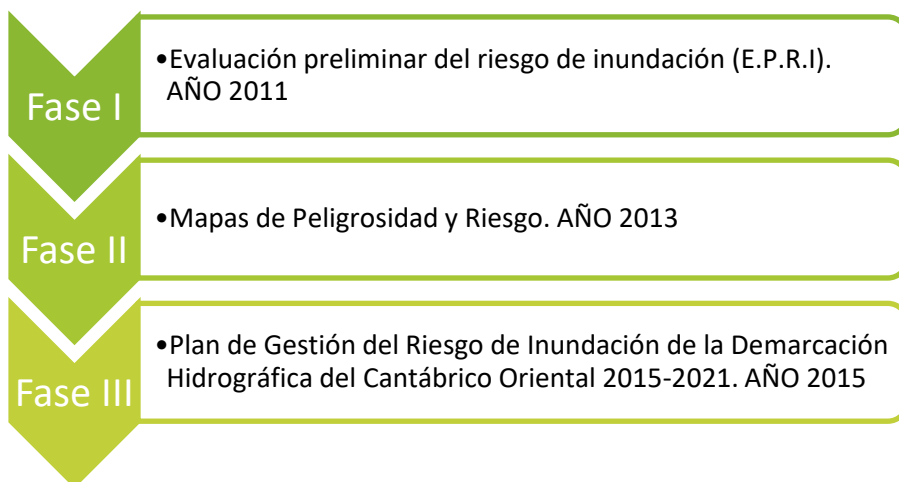 Fase I
•Evaluación preliminar del riesgo de inundación (E.P.R.I).
AÑO 2011
Fase II
•Mapas de Peligrosidad y Riesgo. AÑO 2013
Fase III
•Plan de Gestión del Riesgo de Inundación de la Demarcación
Hidrográfica del Cantábrico Oriental 2015-2021. AÑO 2015